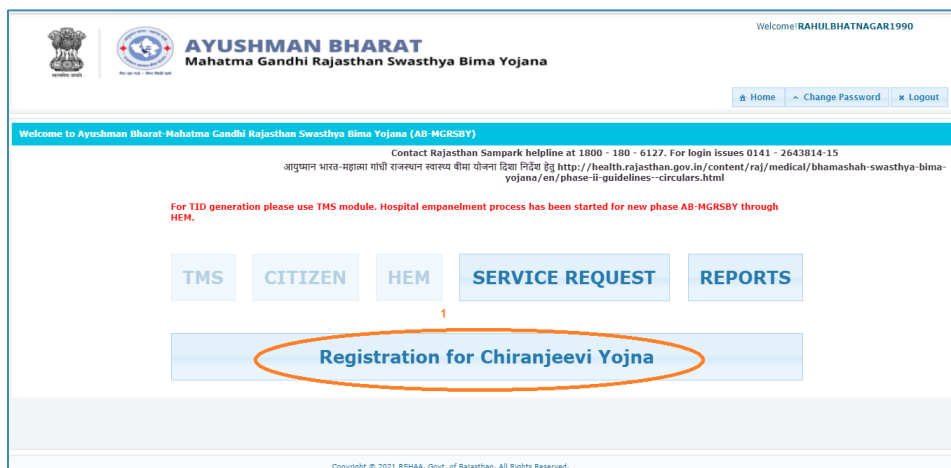 Welcome!RAHULBHATNAGAR1990
AYUSHMAN BHARAT
Mahatma Gandhi Rajasthan Swasthya Bima Yojana
सत्यमेव जयते
Home
Change Password
Logout
Welcome to Ayushman Bharat-Mahatma Gandhi Rajasthan Swasthya Bima Yojana (AB-MGRSBY)
Contact Rajasthan Sampark helpline at 1800 - 180 - 6127. For login issues 0141 - 2643814-15
आयुष्मान भारत-महात्मा गांधी राजस्थान स्वास्थ्य बीमा योजना दिशा निर्देश हेतु http://health.rajasthan.gov.in/content/raj/medical/bhamashah-swasthya-bima-
yojana/en/phase-ii-guidelines--circulars.html
For TID generation please use TMS module. Hospital empanelment process has been started for new phase AB-MGRSBY through
HEM.
TMS
CITIZEN
HEM
SERVICE REQUEST
REPORTS
1
Registration for Chiranjeevi Yojna
Copyright © 2021 RSHAA, Govt. of Rajasthan. All Rights Reserved.